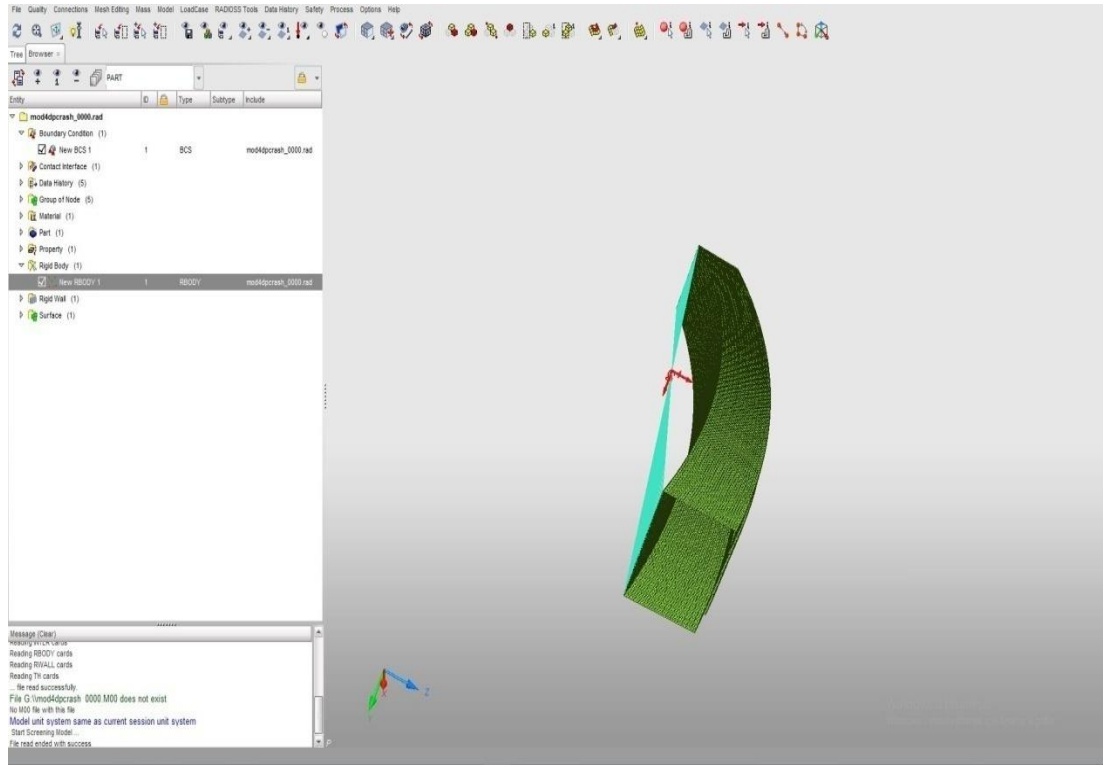 File Quality Connections Mesh Editing Mass Model LoadCase RADIOSS Tools Data History Safety Process Options Help
Tree Browser
PART
Entity ID Type Subtype Include
mod4dpcrash_0000.rad
Boundary Condition (1)
New BCS 1 1 BCS mod4dpcrash_0000.rad
Contact Interface (1)
Data History (5)
Group of Node (5)
Material (1)
Part (1)
Property (1)
Rigid Body (1)
New RBODY 1 1 RBODY mod4dpcrash_0000.rad
Rigid Wall (1)
Surface (1)
Message (Clear)
Reading INTER cards
Reading RBODY cards
Reading RWALL cards
Reading TH cards
... file read successfully.
File G:\\mod4dpcrash_0000.M00 does not exist
No M00 file with this file
Model unit system same as current session unit system
Start Screening Model ...
File read ended with success
X
Y
Z